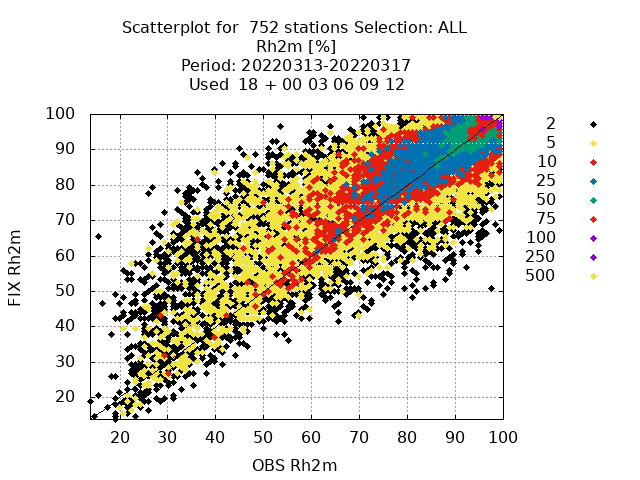 Scatterplot for 752 stations Selection: ALL
Rh2m [%]
Period: 20220313-20220317
Used 18 + 00 03 06 09 12
100
90
80
70
60
50
40
30
20
FIX Rh2m
20 30 40 50 60 70 80 90 100
OBS Rh2m
2
5
10
25
50
75
100
250
500